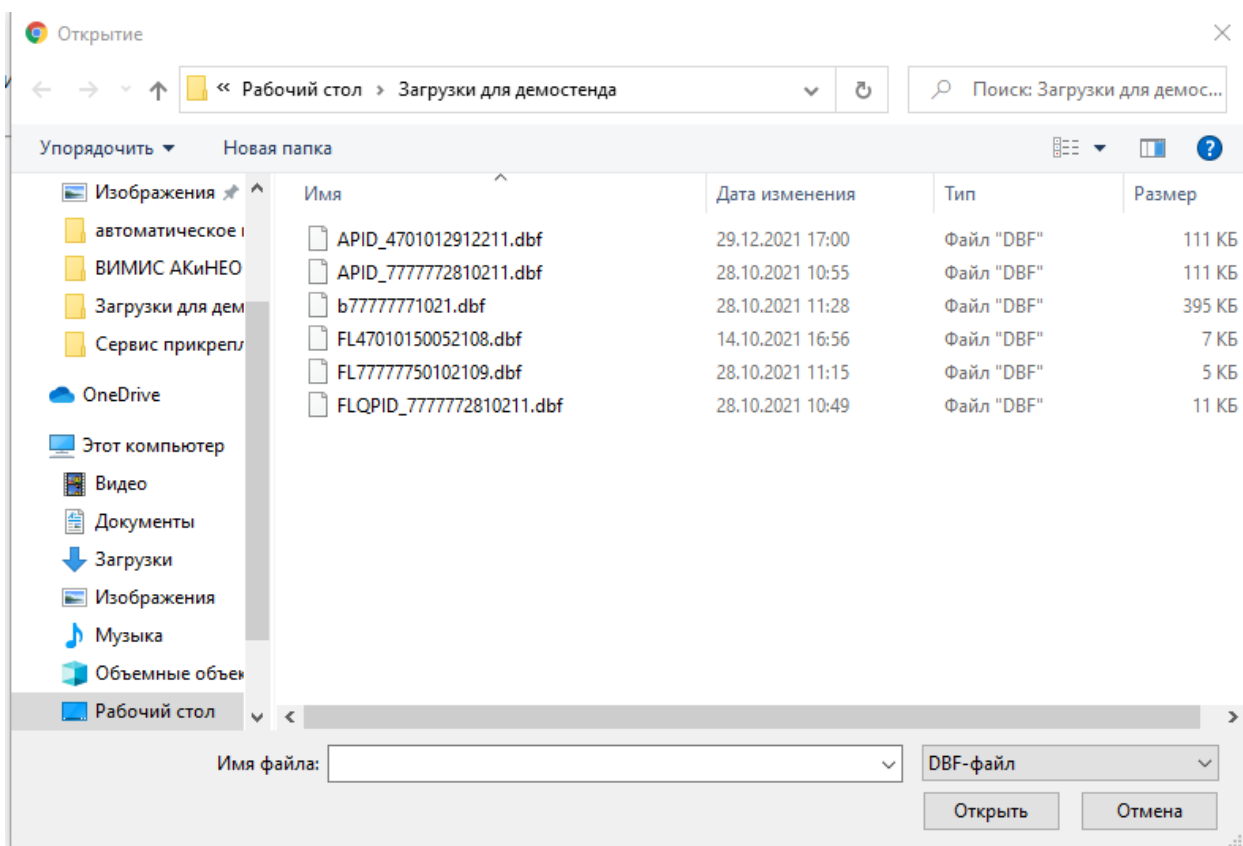 Открытие
« Рабочий стол › Загрузки для демостенда
Поиск: Загрузки для демос...
Упорядочить
Новая папка
Имя
Дата изменения
Тип
Размер
Изображения
автоматическое
ВИМИС АКиНЕО
Загрузки для дем
Сервис прикрепл
OneDrive
Этот компьютер
Видео
Документы
Загрузки
Изображения
Музыка
Объемные объек
Рабочий стол
APID_4701012912211.dbf 29.12.2021 17:00 Файл "DBF" 111 КБ
APID_7777772810211.dbf 28.10.2021 10:55 Файл "DBF" 111 КБ
b77777771021.dbf 28.10.2021 11:28 Файл "DBF" 395 КБ
FL47010150052108.dbf 14.10.2021 16:56 Файл "DBF" 7 КБ
FL77777750102109.dbf 28.10.2021 11:15 Файл "DBF" 5 КБ
FLQPID_7777772810211.dbf 28.10.2021 10:49 Файл "DBF" 11 КБ
Имя файла:
DBF-файл
Открыть
Отмена